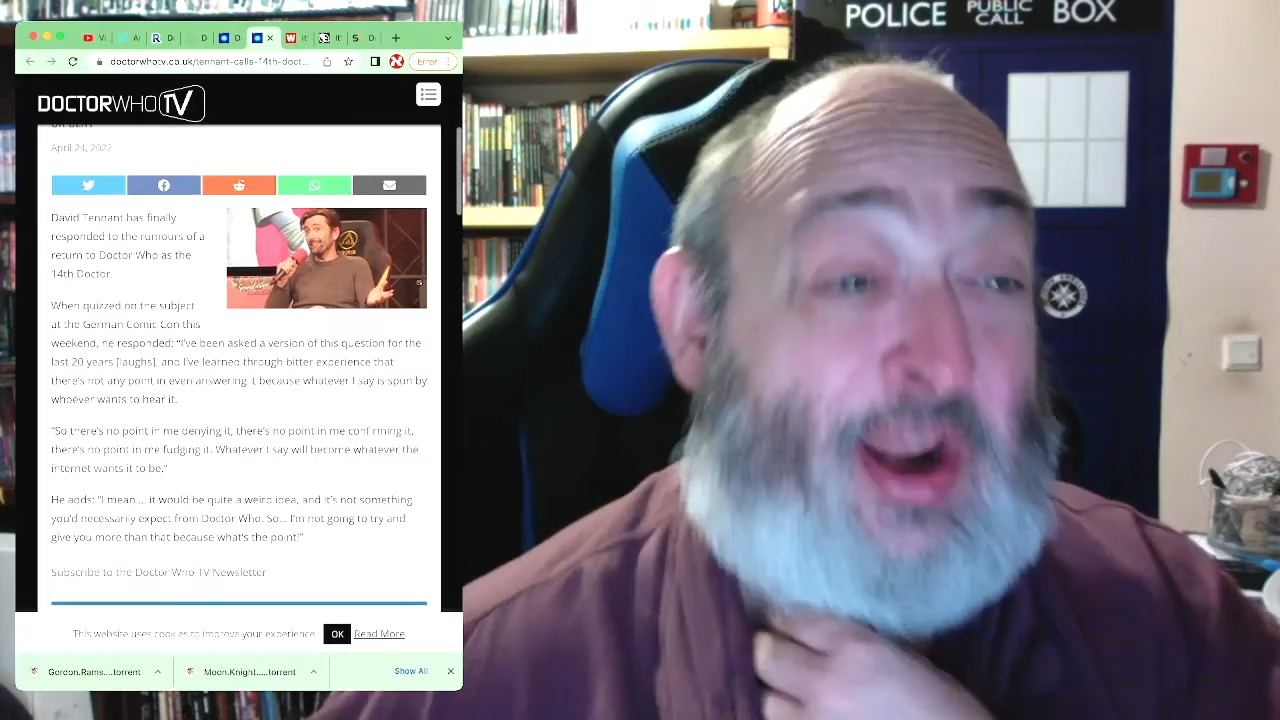 POLICE PUBLIC CALL BOX
Error
doctorwhotv.co.uk/tennant-calls-14th-doct...
DOCTORWHOTV
April 24, 2022
David Tennant has finally
responded to the rumours of a
return to Doctor Who as the
14th Doctor.
When quizzed on the subject
at the German Comic Con this
weekend, he responded: “I've been asked a version of this question for the
last 20 years [laughs], and I've learned through bitter experience that
there's not any point in even answering it because whatever I say is spun by
whoever wants to hear it.
“So there's no point in me denying it, there's no point in me confirming it,
there's no point in me fudging it. Whatever I say will become whatever the
internet wants it to be.”
He adds: “I mean ... it would be quite a weird idea, and it's not something
you'd necessarily expect from Doctor Who. So... I'm not going to try and
give you more than that because what's the point!”
Subscribe to the Doctor Who TV Newsletter
This website uses cookies to improve your experience. OK Read More
Gordon.Rams....torrent Moon.Knight.....torrent Show All